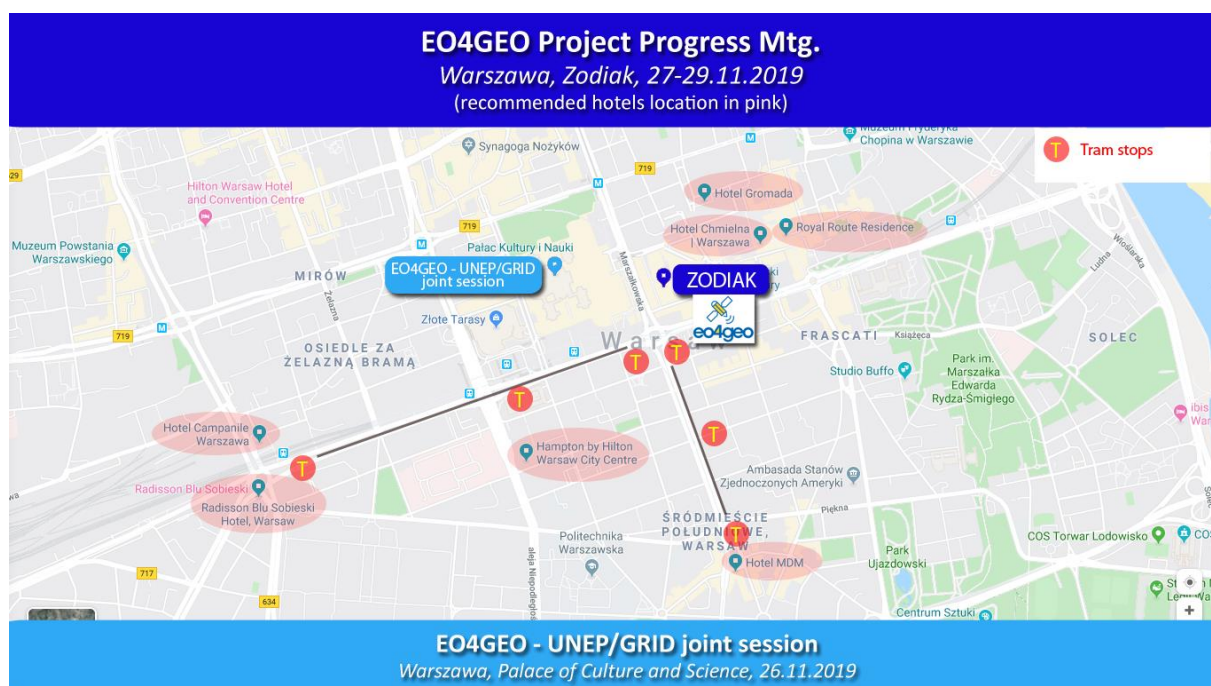 EO4GEO Project Progress Mtg.
Warszawa, Zodiak, 27-29.11.2019
(recommended hotels location in pink)
Chopina w Warszawie
T Tram stops
Synagoga Nożyków
719
Hilton Warsaw Hotel
and Convention Centre
Hotel Gromada
719
Hotel Chmielna
| Warszawa
Royal Route Residence
Muzeum Powstania
Warszawskiego
Pałac Kultury i Nauki
Marszałkowska
Wioślarska
Ludna
EO4GEO - UNEP/GRID
joint session
MIRÓW
ZODIAK
eo4geo
Żelazna
Złote Tarasy
719
OSIEDLE ZA
ŻELAZNĄ BRAMĄ
FRASCATI
Książęca
SOLEC
Studio Buffo
Park im.
Marszałka
Edwarda
Rydza-Śmigłego
T
T
T
T
ibis
Hotel Campanile
Warszawa
Hampton by Hilton
Warsaw City Centre
T
Radisson Blu Sobieski
Radisson Blu Sobieski
Hotel, Warsaw
Ambasada Stanów
Zjednoczonych Ameryki
Piękna
ŚRÓDMIEŚCIE
POŁUDNIOWE,
WARSAW
T
Politechnika
Warszawska
COS Torwar Lodowisko
Hotel MDM
Park
Ujazdowski
717
634
Centrum Sztuki
EO4GEO - UNEP/GRID joint session
Warszawa, Palace of Culture and Science, 26.11.2019